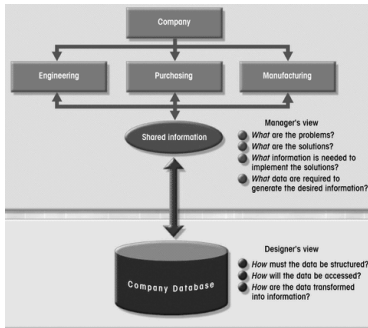 Company
Engineering
Purchasing
Manufacturing
Shared information
Manager's view
What are the problems?
What are the solutions?
What information is needed to
implement the solutions?
What data are required to
generate the desired information?
Designer's view
How must the data be structured?
How will the data be accessed?
How are the data transformed
into information?
Company Database